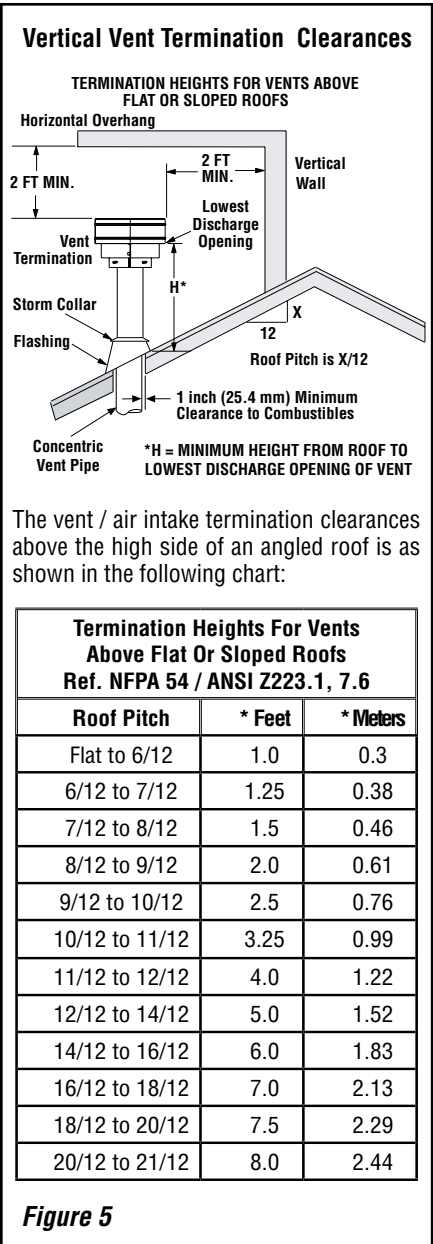 Vertical Vent Termination Clearances
TERMINATION HEIGHTS FOR VENTS ABOVE
FLAT OR SLOPED ROOFS
Horizontal Overhang
2 FT MIN.
2 FT
MIN.
Vertical
Wall
Lowest
Discharge
Opening
Vent
Termination
H*
Storm Collar
Flashing
X
12
Roof Pitch is X/12
1 inch (25.4 mm) Minimum
Clearance to Combustibles
Concentric
Vent Pipe
*H = MINIMUM HEIGHT FROM ROOF TO
LOWEST DISCHARGE OPENING OF VENT
The vent / air intake termination clearances
above the high side of an angled roof is as
shown in the following chart:
Termination Heights For Vents
Above Flat Or Sloped Roofs
Ref. NFPA 54 / ANSI Z223.1, 7.6
Roof Pitch * Feet * Meters
Flat to 6/12 1.0 0.3
6/12 to 7/12 1.25 0.38
7/12 to 8/12 1.5 0.46
8/12 to 9/12 2.0 0.61
9/12 to 10/12 2.5 0.76
10/12 to 11/12 3.25 0.99
11/12 to 12/12 4.0 1.22
12/12 to 14/12 5.0 1.52
14/12 to 16/12 6.0 1.83
16/12 to 18/12 7.0 2.13
18/12 to 20/12 7.5 2.29
20/12 to 21/12 8.0 2.44
Figure 5